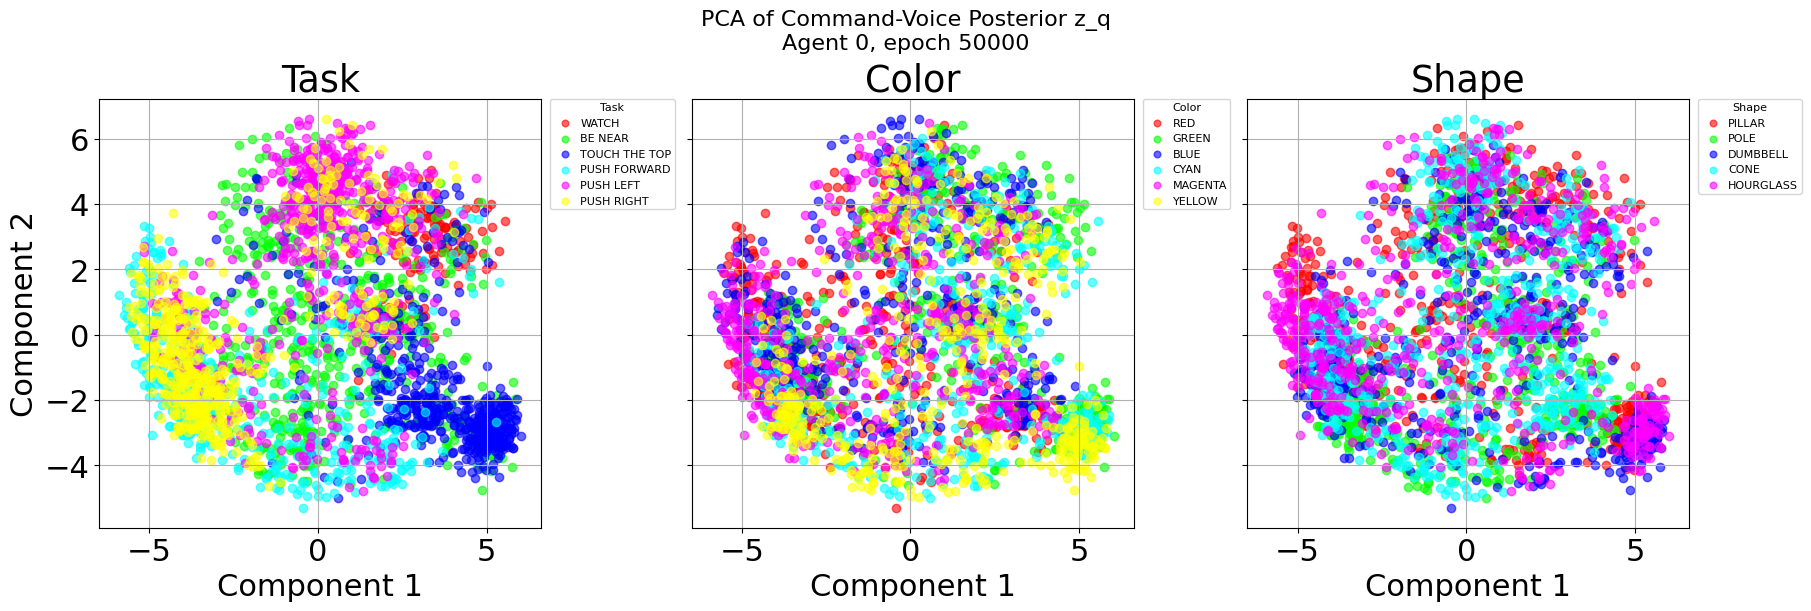 PCA of Command-Voice Posterior z_q
Agent 0, epoch 50000
Task
Color
Shape
Component 2
6
4
2
0
−2
−4
−5 0 5
Component 1
Task
WATCH
BE NEAR
TOUCH THE TOP
PUSH FORWARD
PUSH LEFT
PUSH RIGHT
−5 0 5
Component 1
Color
RED
GREEN
BLUE
CYAN
MAGENTA
YELLOW
−5 0 5
Component 1
Shape
PILLAR
POLE
DUMBBELL
CONE
HOURGLASS